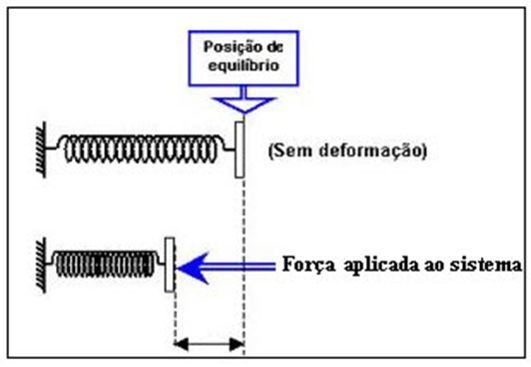 Posição de
equilíbrio
(Sem deformação)
Força aplicada ao sistema